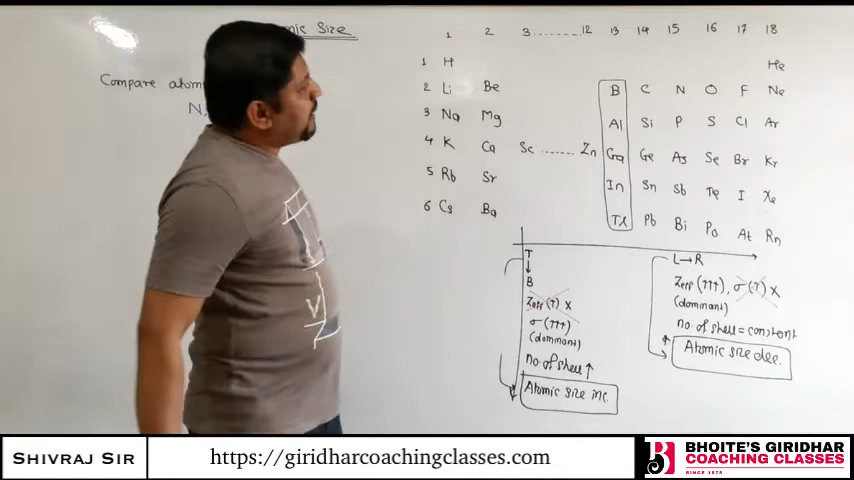 Shivraj Sir
Atomic Size
Compare atom
N,
1 2 3 ........ 12 13 14 15 16 17 18
1 H He
2 Li Be B C N O F Ne
3 Na Mg Al Si P S Cl Ar
4 K Ca Sc ........ Zn Ga Ge As Se Br Kr
5 Rb Sr In Sn Sb Te I Xe
6 Cs Ba Tl Pb Bi Po At Rn
T
B
Zeff (↑) x
σ (↑↑↑)
(dominant)
no. of shell ↑
Atomic size inc.
L → R
Zeff (↑↑↑), σ (↑) x
(dominant)
no. of shell = constant
Atomic size dec.
SHIVRAJ SIR
https://giridharcoachingclasses.com
BHOITE'S GIRIDHAR
COACHING CLASSES
SINCE 1975